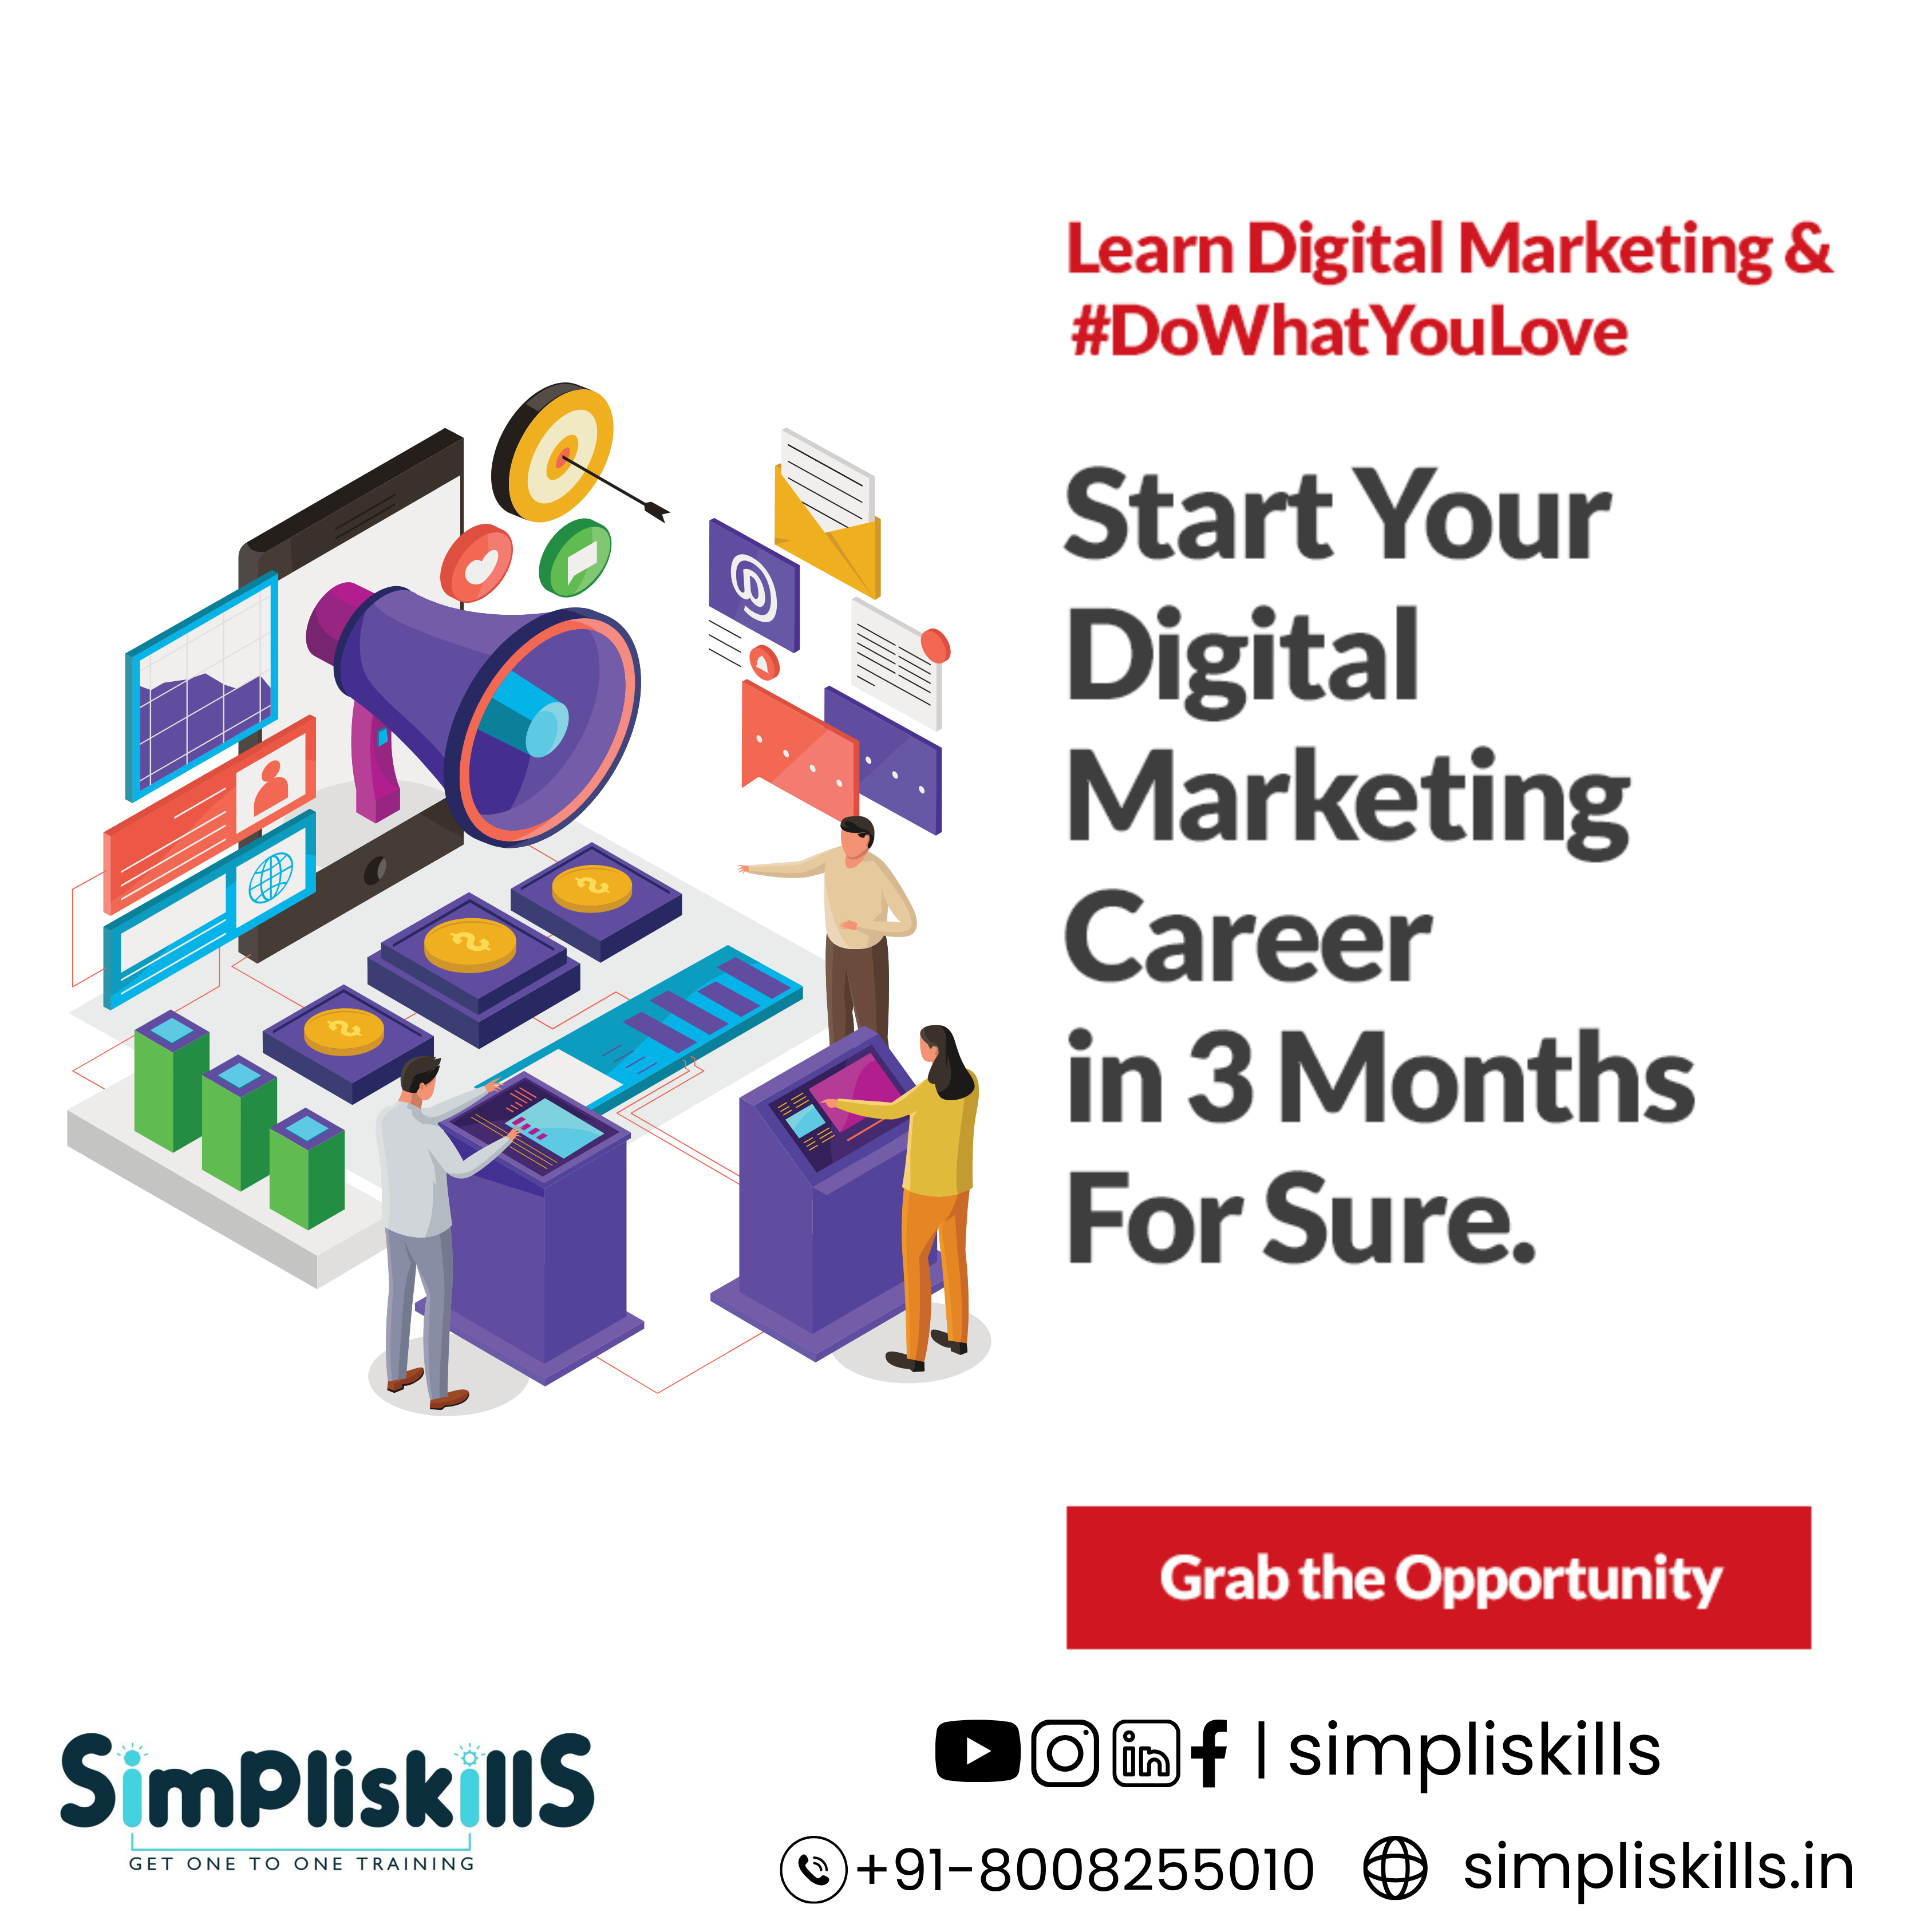 Learn Digital Marketing &
#DoWhatYouLove
Start Your
Digital
Marketing
Career
in 3 Months
For Sure.
Grab the Opportunity
SimPliskillS
GET ONE TO ONE TRAINING
| simpliskills
+91-8008255010
simpliskills.in